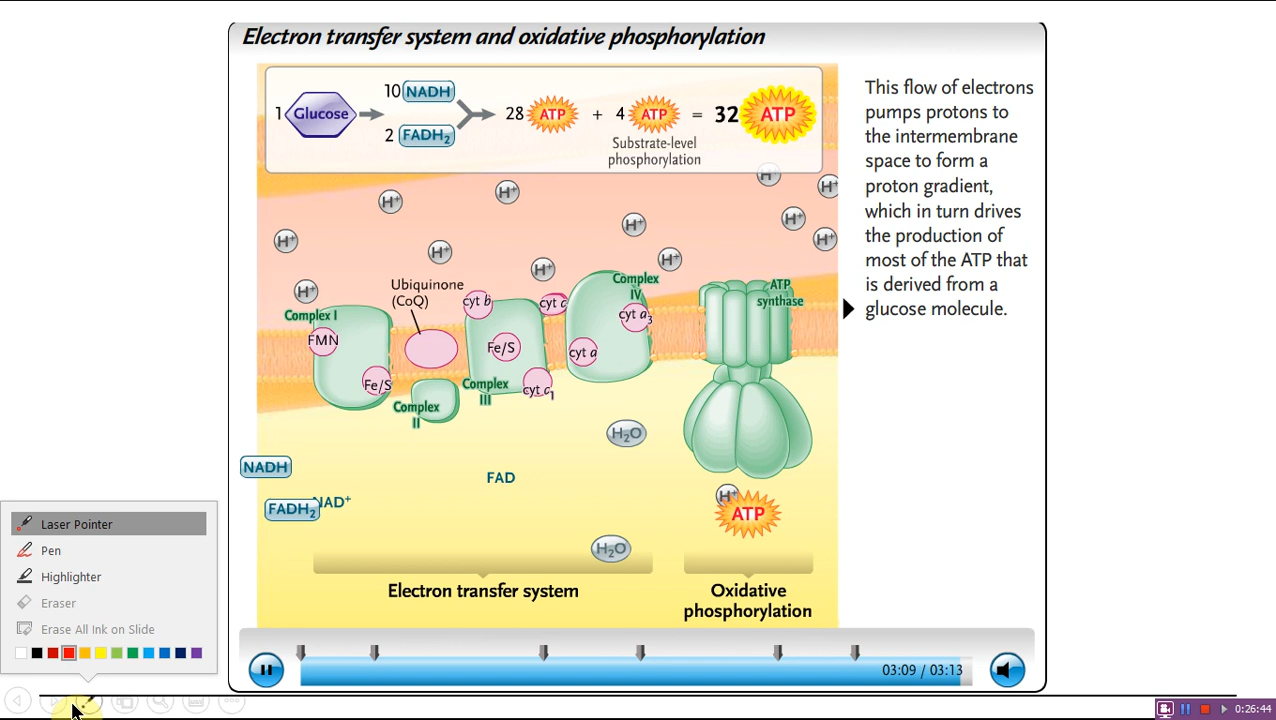 Electron transfer system and oxidative phosphorylation
1 Glucose
10 NADH
2 FADH2
28 ATP + 4 ATP = 32 ATP
Substrate-level
phosphorylation
This flow of electrons
pumps protons to
the intermembrane
space to form a
proton gradient,
which in turn drives
the production of
most of the ATP that
is derived from a
glucose molecule.
H+
H+
H+
H+
H+
H+
H+
H+
H+
H+
H+
H+
Ubiquinone
(CoQ)
Complex I
FMN
Fe/S
Complex
II
cyt b
Fe/S
Complex
III
cyt c1
cyt c
Complex
IV
cyt a3
cyt a
ATP
synthase
H2O
NADH
FAD
FADH2
NAD+
H+
ATP
H2O
Electron transfer system
Oxidative
phosphorylation
Laser Pointer
Pen
Highlighter
Eraser
Erase All Ink on Slide
03:09 / 03:13
0:26:44